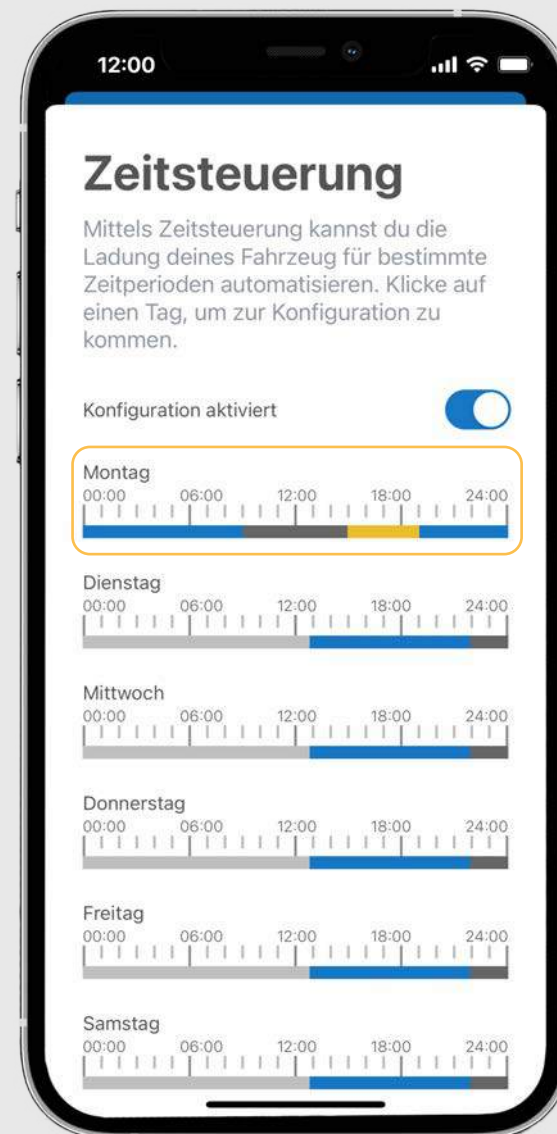 12:00
Zeitsteuerung
Mittels Zeitsteuerung kannst du die
Ladung deines Fahrzeug für bestimmte
Zeitperioden automatisieren. Klicke auf
einen Tag, um zur Konfiguration zu
kommen.
Konfiguration aktiviert
Montag
00:00 06:00 12:00 18:00 24:00
Dienstag
00:00 06:00 12:00 18:00 24:00
Mittwoch
00:00 06:00 12:00 18:00 24:00
Donnerstag
00:00 06:00 12:00 18:00 24:00
Freitag
00:00 06:00 12:00 18:00 24:00
Samstag
00:00 06:00 12:00 18:00 24:00